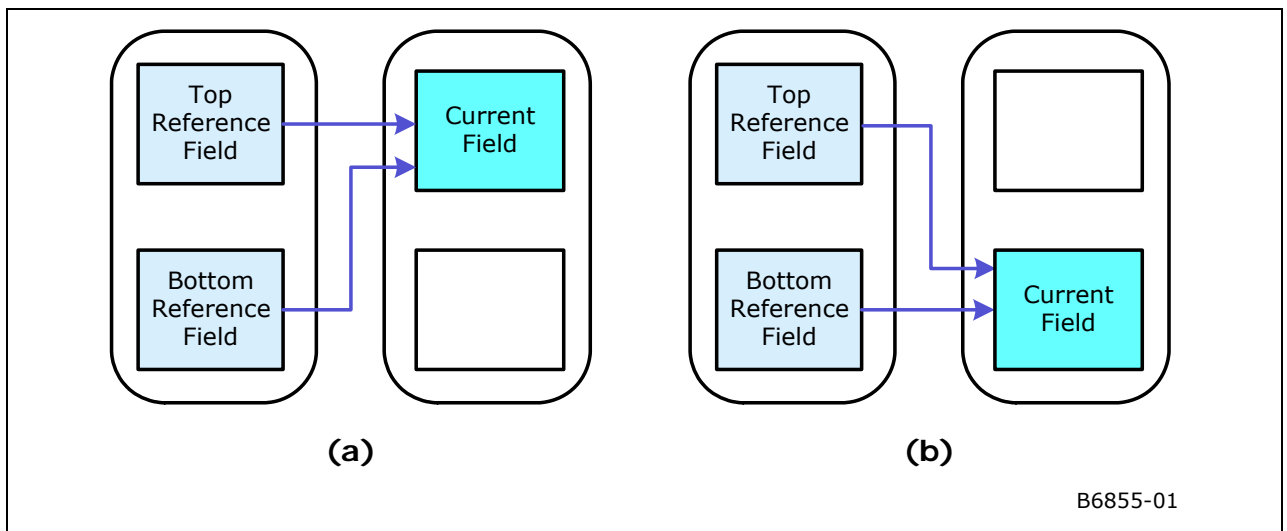 Top
Reference
Field
Current
Field
Bottom
Reference
Field
(a)
Top
Reference
Field
Bottom
Reference
Field
Current
Field
(b)
B6855-01